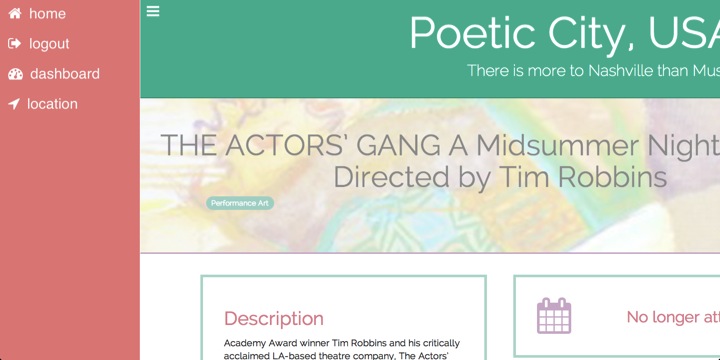 home
logout
dashboard
location
Poetic City, USA
There is more to Nashville than Mus
THE ACTORS' GANG A Midsummer Night
Directed by Tim Robbins
Performance Art
Description
Academy Award winner Tim Robbins and his critically
acclaimed LA-based theatre company, The Actors'
No longer att